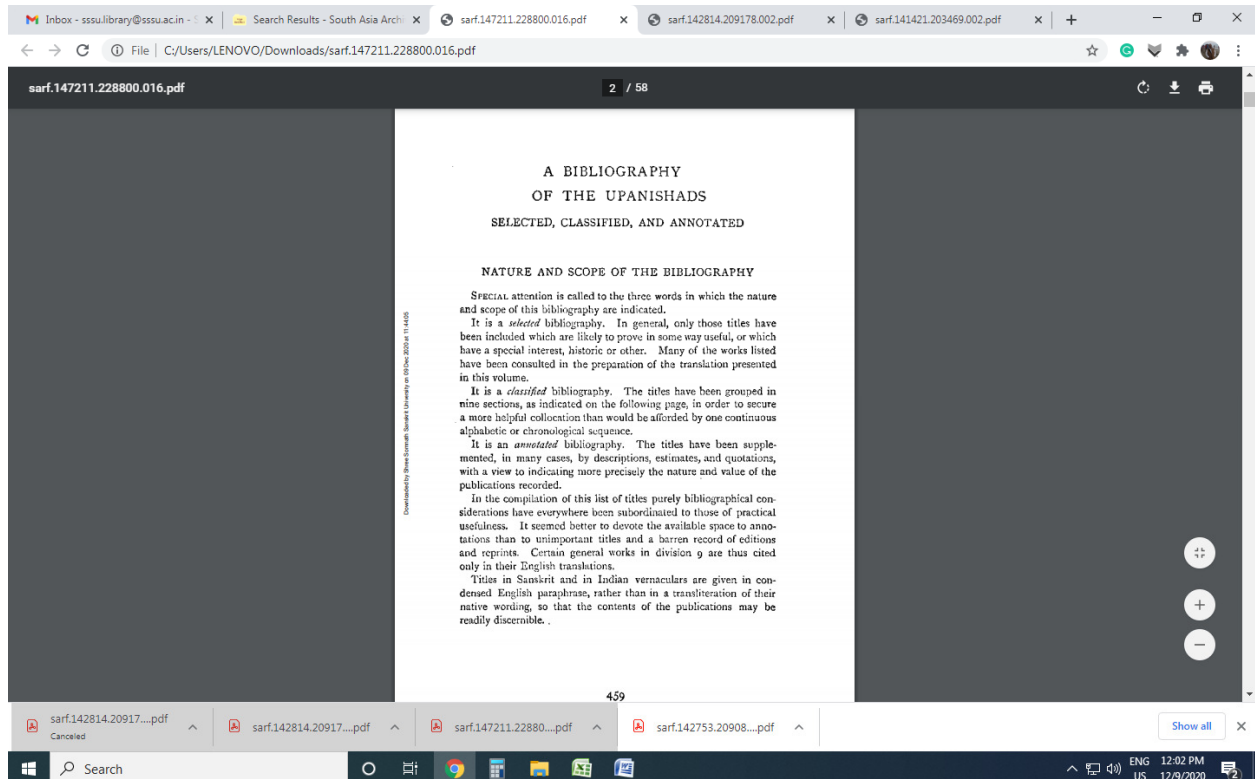 Inbox - sssu.library@sssu.ac.in - S
Search Results - South Asia Archi
sarf.147211.228800.016.pdf
sarf.142814.209178.002.pdf
sarf.141421.203469.002.pdf
File | C:/Users/LENOVO/Downloads/sarf.147211.228800.016.pdf
sarf.147211.228800.016.pdf
2 / 58
A BIBLIOGRAPHY
OF THE UPANISHADS
SELECTED, CLASSIFIED, AND ANNOTATED
NATURE AND SCOPE OF THE BIBLIOGRAPHY
SPECIAL attention is called to the three words in which the nature
and scope of this bibliography are indicated.
It is a selected bibliography. In general, only those titles have
been included which are likely to prove in some way useful, or which
have a special interest, historic or other. Many of the works listed
have been consulted in the preparation of the translation presented
in this volume.
It is a classified bibliography. The titles have been grouped in
nine sections, as indicated on the following page, in order to secure
a more helpful collocation than would be afforded by one continuous
alphabetic or chronological sequence.
It is an annotated bibliography. The titles have been supple-
mented, in many cases, by descriptions, estimates, and quotations,
with a view to indicating more precisely the nature and value of the
publications recorded.
In the compilation of this list of titles purely bibliographical con-
siderations have everywhere been subordinated to those of practical
usefulness. It seemed better to devote the available space to anno-
tations than to unimportant titles and a barren record of editions
and reprints. Certain general works in division 9 are thus cited
only in their English translations.
Titles in Sanskrit and in Indian vernaculars are given in con-
densed English paraphrase, rather than in a transliteration of their
native wording, so that the contents of the publications may be
readily discernible.
459
Downloaded by Shree Somnath Sanskrit University on 09 Dec 2020 at 11:44:05
sarf.142814.20917....pdf
Canceled
sarf.142814.20917....pdf
sarf.147211.22880....pdf
sarf.142753.20908....pdf
Show all
Search
ENG
US
12:02 PM
12/9/2020
2